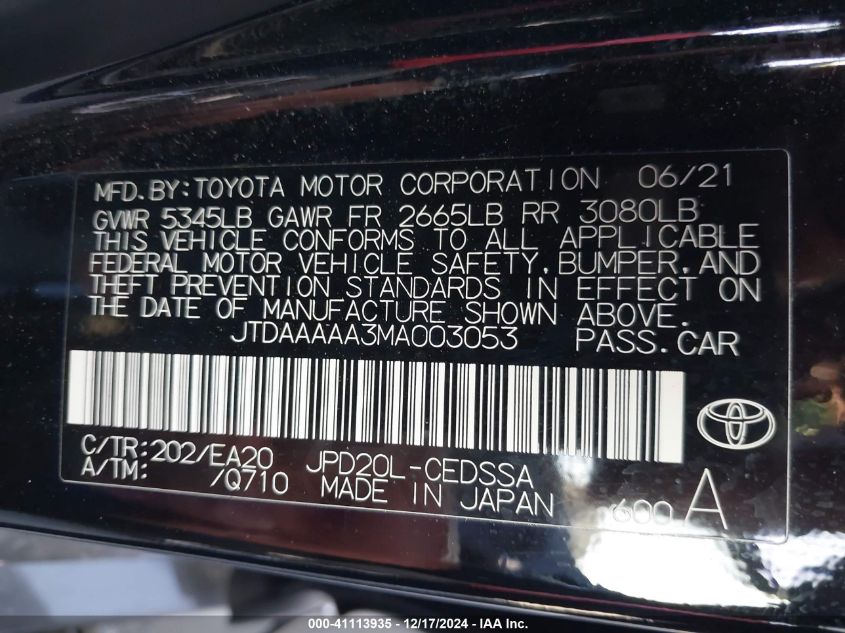 MFD.BY:TOYOTA MOTOR CORPORATION 06/21
GVWR 5345LB GAWR FR 2665LB RR 3080LB
THIS VEHICLE CONFORMS TO ALL APPLICABLE
FEDERAL MOTOR VEHICLE SAFETY,BUMPER,AND
THEFT PREVENTION STANDARDS IN EFFECT ON
THE DATE OF MANUFACTURE SHOWN ABOVE.
JTDAAAAA3MA003053 PASS.CAR
C/TR:202/EA20 JPD20L-CEDSSA
A/TM: /Q710 MADE IN JAPAN 600 A
000-41113935 - 12/17/2024 - IAA Inc.